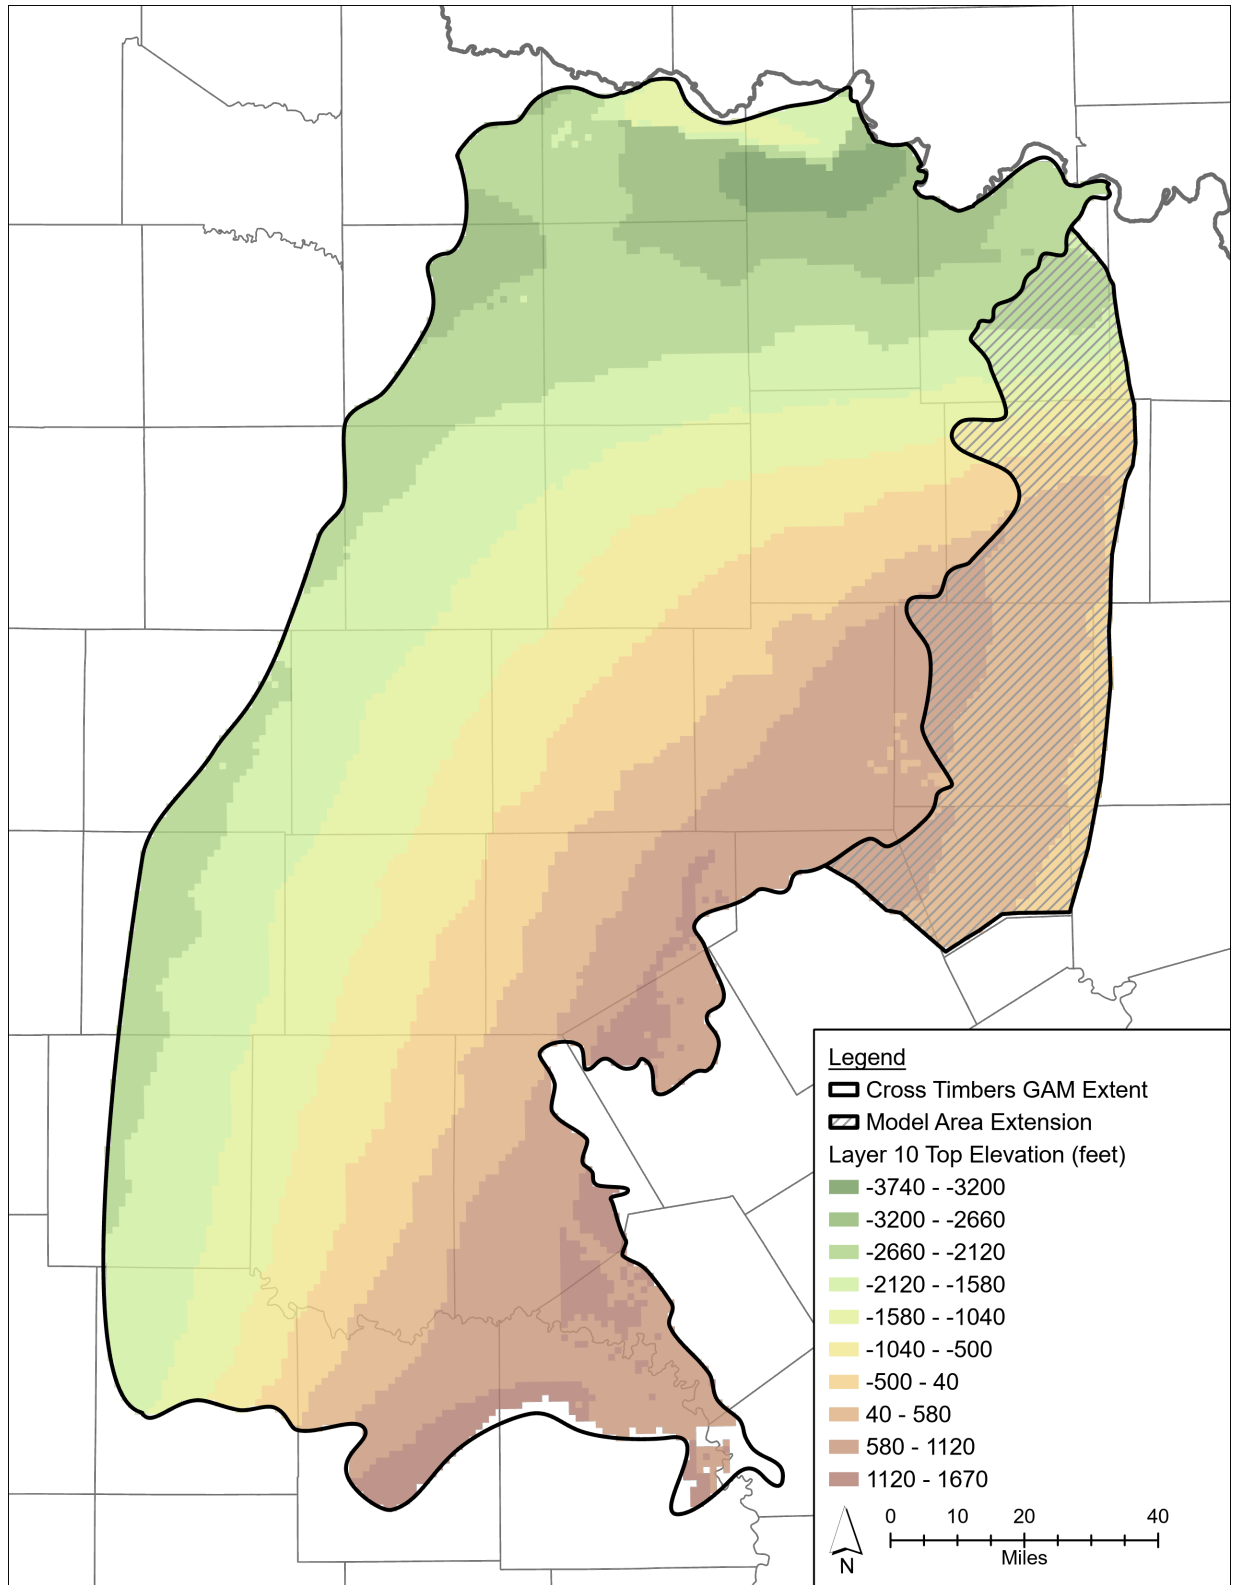 Legend
Cross Timbers GAM Extent
Model Area Extension
Layer 10 Top Elevation (feet)
-3740 - -3200
-3200 - -2660
-2660 - -2120
-2120 - -1580
-1580 - -1040
-1040 - -500
-500 - 40
40 - 580
580 - 1120
1120 - 1670
0 10 20 40
Miles
N